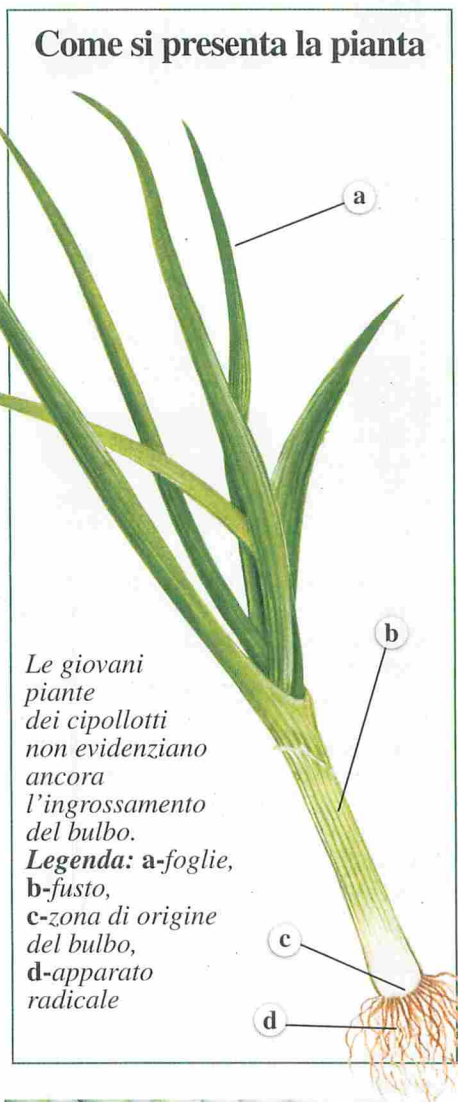 Come si presenta la pianta
a
b
Le giovani
piante
dei cipollotti
non evidenziano
ancora
l'ingrossamento
del bulbo.
Legenda: a-foglie,
b-fusto,
c-zona di origine
del bulbo,
d-apparato
radicale
c
d